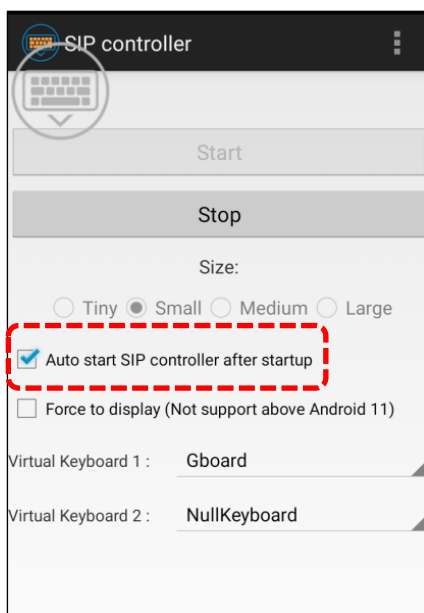 SIP controller
Start
Stop
Size:
Tiny Small Medium Large
Auto start SIP controller after startup
Force to display (Not support above Android 11)
Virtual Keyboard 1 : Gboard
Virtual Keyboard 2 : NullKeyboard